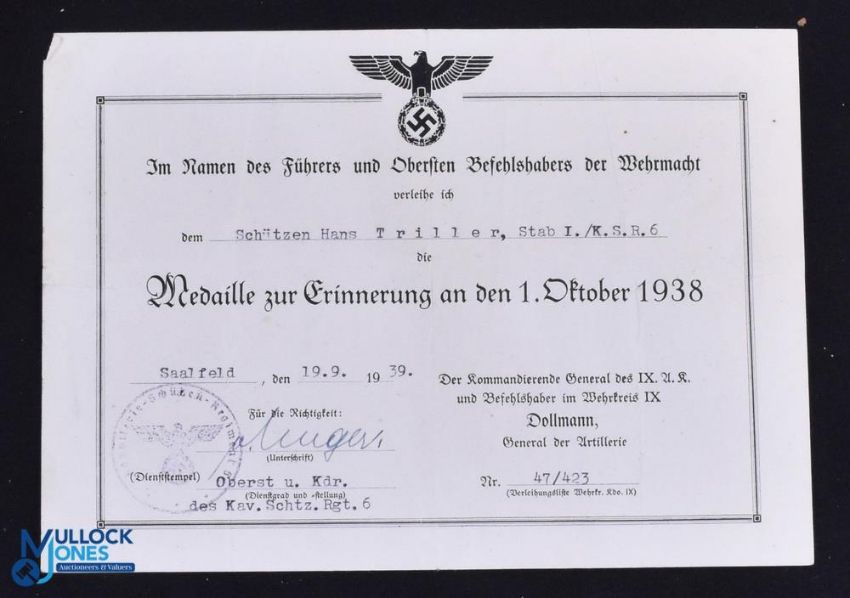 Im Namen des Führers und Obersten Befehlshabers der Wehrmacht
verleihe ich
dem Schützen Hans Triller, Stab I./K.S.R.6
die
Medaille zur Erinnerung an den 1. Oktober 1938
Saalfeld, den 19.9. 1939.
Der Kommandierende General des IX. A. K.
und Befehlshaber im Wehrkreis IX
Dollmann,
General der Artillerie
Für die Richtigkeit:
(Unterschrift)
(Dienststempel)
Oberst u. Kdr.
(Dienstgrad und -stellung)
des Kav.Schtz.Rgt.6
Nr. 47/423
(Verleihungsliste Wehrkr. Kdo. IX)
MULLOCK
JONES
Auctioneers & Valuers